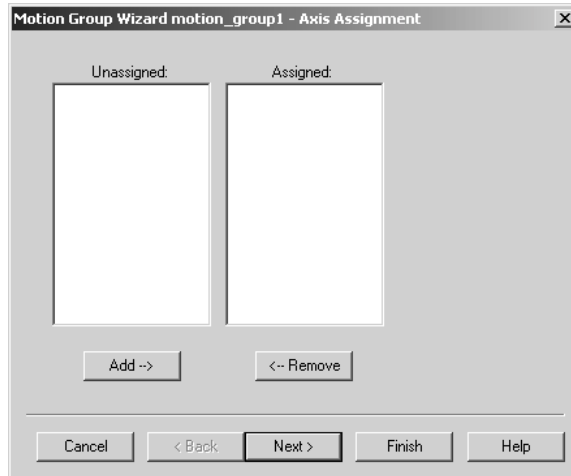 Motion Group Wizard motion_group1 - Axis Assignment
Unassigned: Assigned:
Add --> <-- Remove
Cancel < Back Next > Finish Help